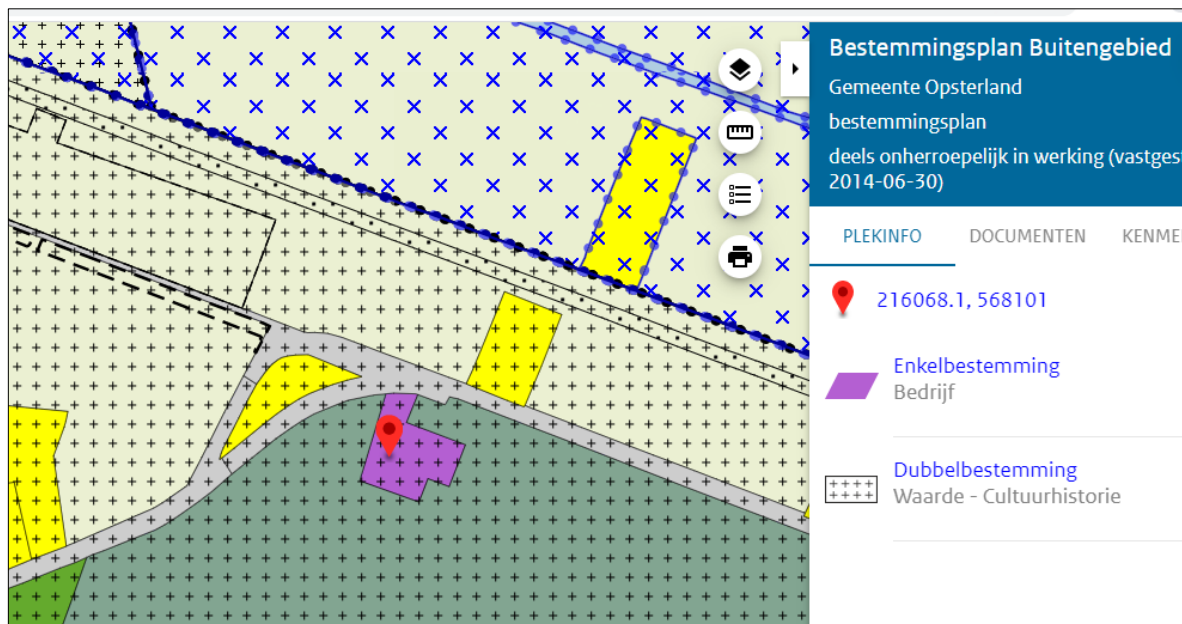 Bestemmingsplan Buitengebied
Gemeente Opsterland
bestemmingsplan
deels onherroepelijk in werking (vastges
2014-06-30)
PLEKINFO DOCUMENTEN KENME
216068.1, 568101
Enkelbestemming
Bedrijf
Dubbelbestemming
Waarde - Cultuurhistorie